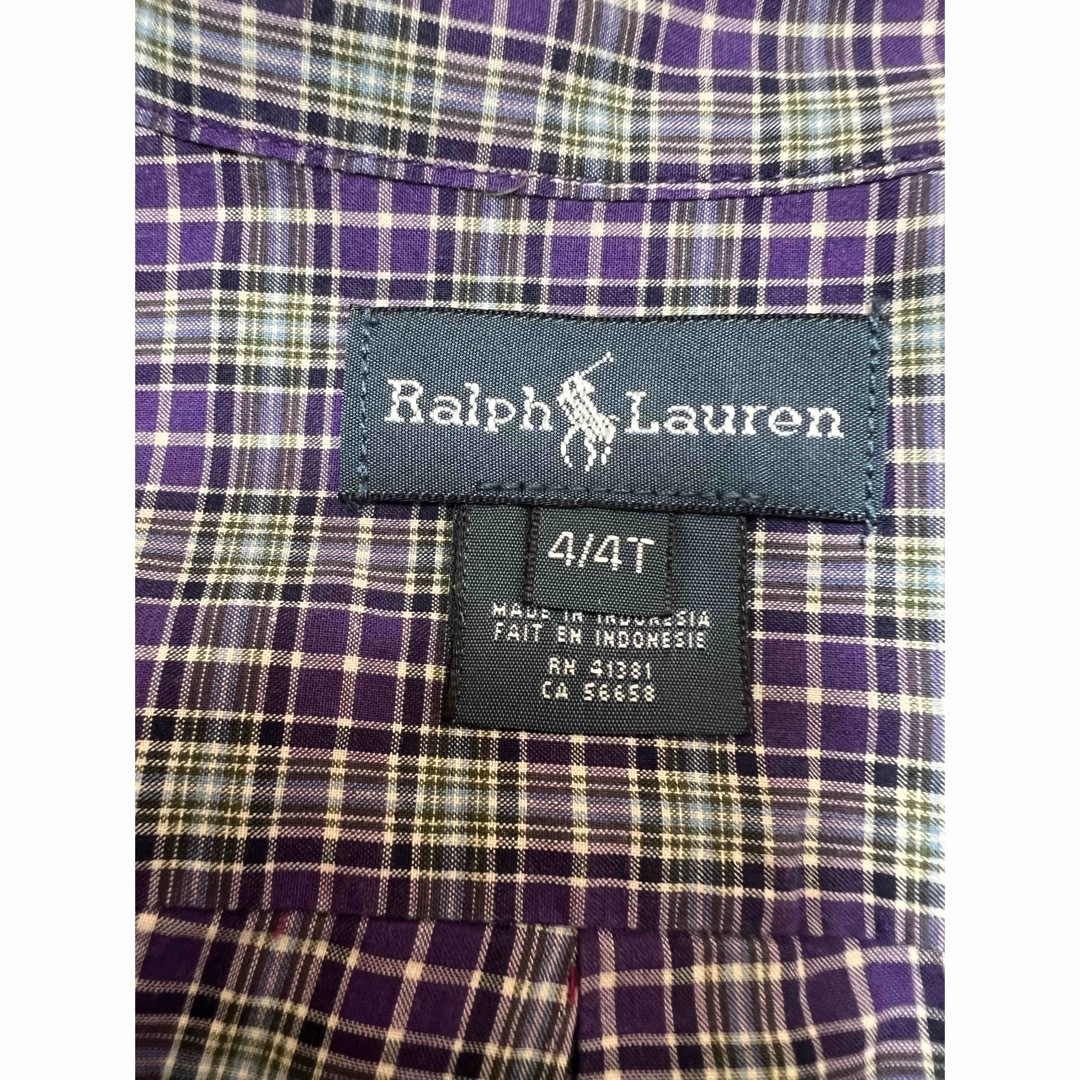 Ralph Lauren
4/4T
MADE IN INDONESIA
FAIT EN INDONESIE
RN 41381
CA 56658